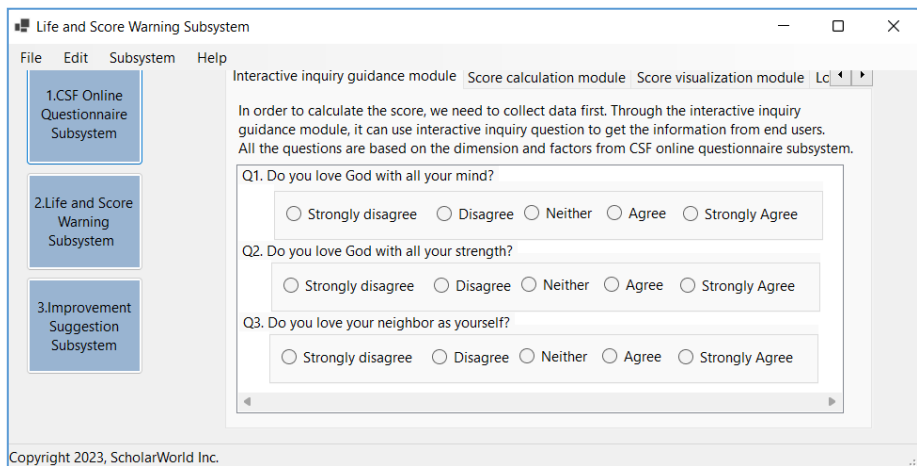 Life and Score Warning Subsystem
File Edit Subsystem Help
1.CSF Online
Questionnaire
Subsystem
2.Life and Score
Warning
Subsystem
3.Improvement
Suggestion
Subsystem
Interactive inquiry guidance module Score calculation module Score visualization module
In order to calculate the score, we need to collect data first. Through the interactive inquiry
guidance module, it can use interactive inquiry question to get the information from end users.
All the questions are based on the dimension and factors from CSF online questionnaire subsystem.
Q1. Do you love God with all your mind?
Strongly disagree Disagree Neither Agree Strongly Agree
Q2. Do you love God with all your strength?
Strongly disagree Disagree Neither Agree Strongly Agree
Q3. Do you love your neighbor as yourself?
Strongly disagree Disagree Neither Agree Strongly Agree
Copyright 2023, ScholarWorld Inc.